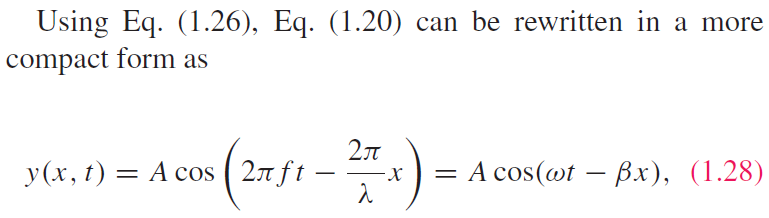 Using Eq. (1.26), Eq. (1.20) can be rewritten in a more
compact form as
y(x, t) = A cos (2πft − 2π/λ x) = A cos(ωt − βx), (1.28)